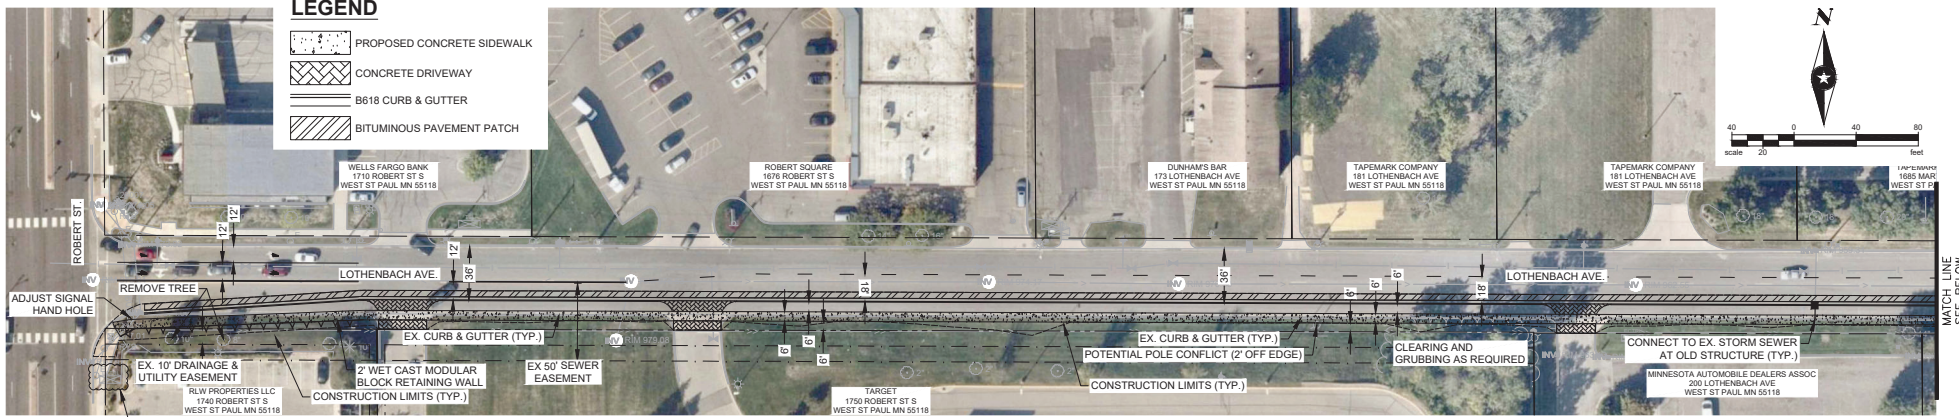 LEGEND
PROPOSED CONCRETE SIDEWALK
CONCRETE DRIVEWAY
B618 CURB & GUTTER
BITUMINOUS PAVEMENT PATCH
N
40 0 40 80
scale 20 feet
WELLS FARGO BANK
1710 ROBERT ST S
WEST ST PAUL MN 55118
ROBERT SQUARE
1676 ROBERT ST S
WEST ST PAUL MN 55118
DUNHAM'S BAR
173 LOTHENBACH AVE
WEST ST PAUL MN 55118
TAPEMARK COMPANY
181 LOTHENBACH AVE
WEST ST PAUL MN 55118
TAPEMARK COMPANY
181 LOTHENBACH AVE
WEST ST PAUL MN 55118
TAPEMARK
1685 MAR
WEST ST P
ROBERT ST.
12'
12'
12'
36'
18'
36'
6'
6'
6'
18'
LOTHENBACH AVE.
LOTHENBACH AVE.
REMOVE TREE
ADJUST SIGNAL
HAND HOLE
EX. CURB & GUTTER (TYP.)
6'
6'
6'
EX. CURB & GUTTER (TYP.)
POTENTIAL POLE CONFLICT (2' OFF EDGE)
CLEARING AND
GRUBBING AS REQUIRED
CONNECT TO EX. STORM SEWER
AT OLD STRUCTURE (TYP.)
EX. 10' DRAINAGE &
UTILITY EASEMENT
2' WET CAST MODULAR
BLOCK RETAINING WALL
EX 50' SEWER
EASEMENT
CONSTRUCTION LIMITS (TYP.)
CONSTRUCTION LIMITS (TYP.)
RLW PROPERTIES LLC
1740 ROBERT ST S
WEST ST PAUL MN 55118
TARGET
1750 ROBERT ST S
WEST ST PAUL MN 55118
MINNESOTA AUTOMOBILE DEALERS ASSOC
200 LOTHENBACH AVE
WEST ST PAUL MN 55118
MATCH LINE
SEE BELOW